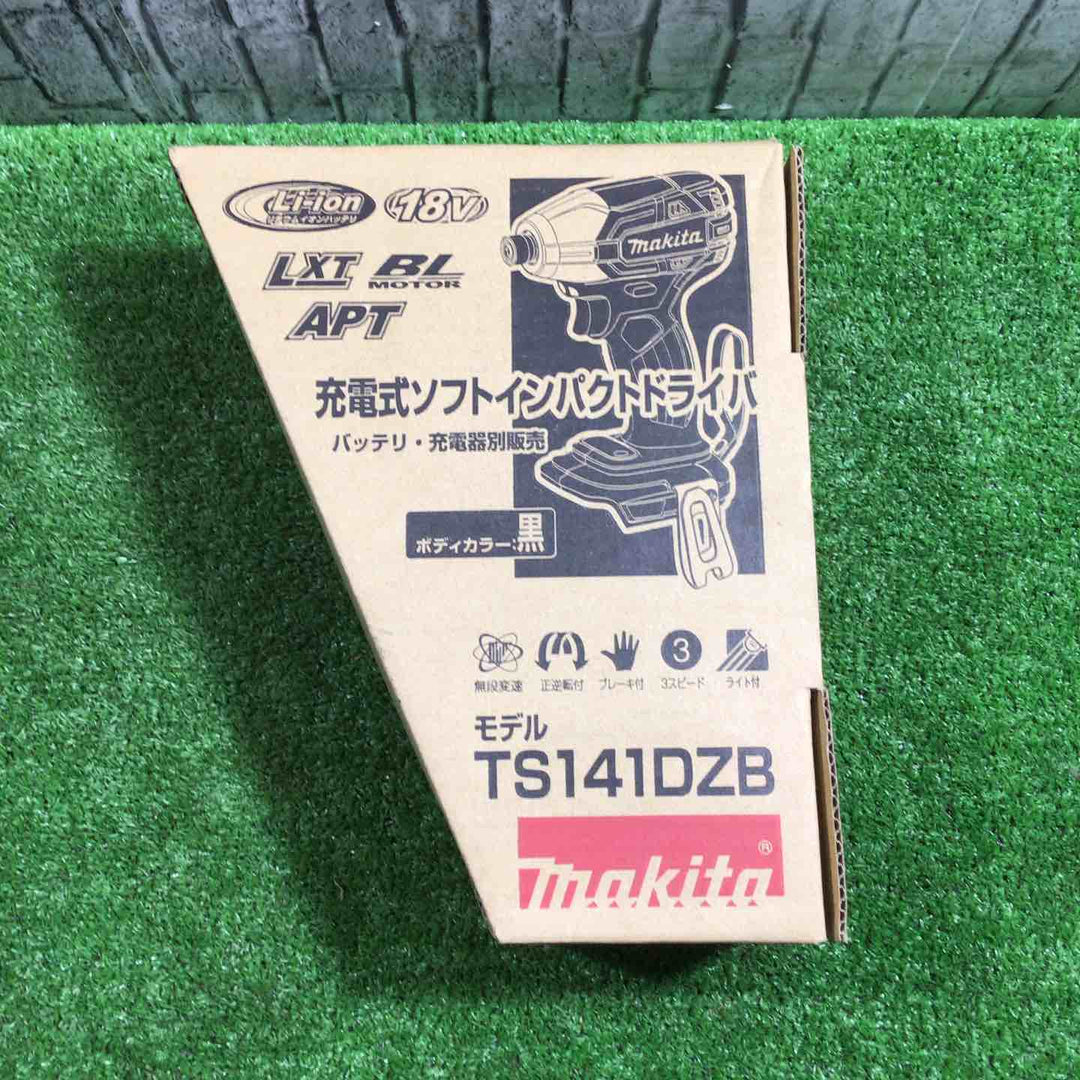 Li-ion
リチウムイオンバッテリ
18V
LXT BL
MOTOR
APT
makita
充電式ソフトインパクトドライバ
バッテリ・充電器別販売
ボディカラー:黒
3
無段変速 正逆転付 ブレーキ付 3スピード ライト付
モデル
TS141DZB
makita®